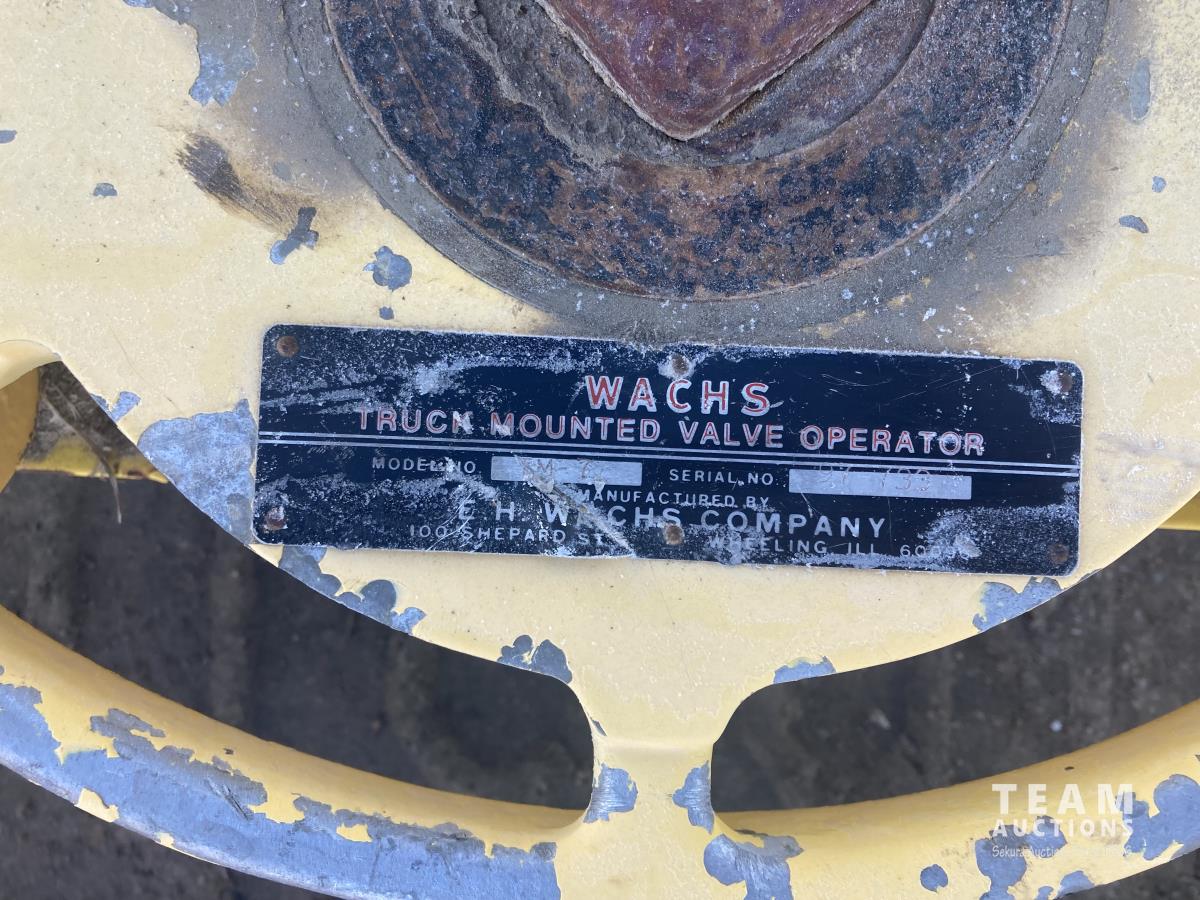 WACHS
TRUCK MOUNTED VALVE OPERATOR
MODEL NO. SERIAL NO.
MANUFACTURED BY
E. H. WACHS COMPANY
100 SHEPARD ST. WHEELING, ILL.
TEAM
AUCTIONS